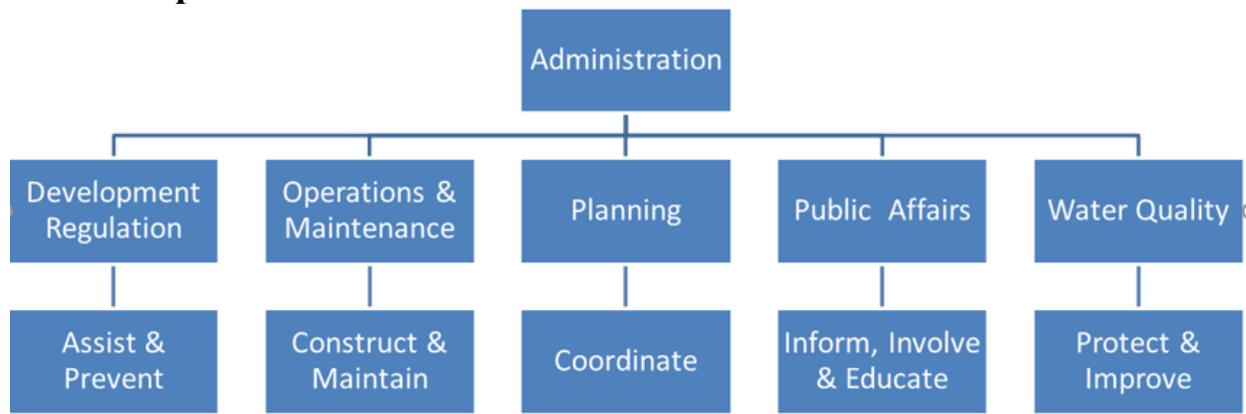 Administration
Development
Regulation
Operations &
Maintenance
Planning
Public Affairs
Water Quality
Assist &
Prevent
Construct &
Maintain
Coordinate
Inform, Involve
& Educate
Protect &
Improve